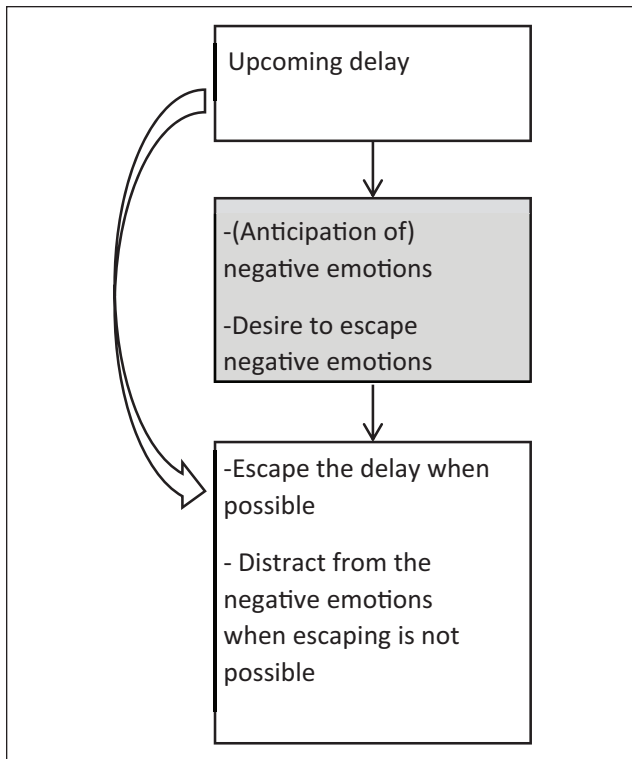 Upcoming delay
-(Anticipation of)
negative emotions
-Desire to escape
negative emotions
-Escape the delay when
possible
- Distract from the
negative emotions
when escaping is not
possible